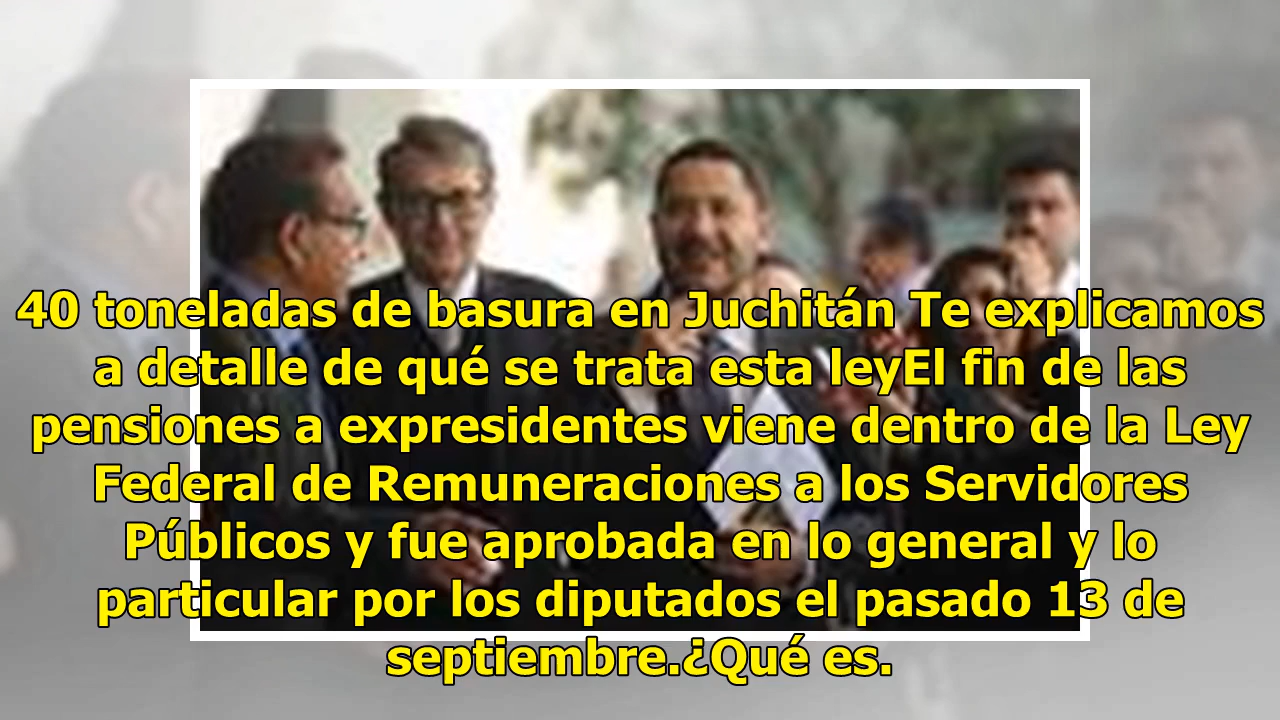 40 toneladas de basura en Juchitán Te explicamos
a detalle de qué se trata esta leyEl fin de las
pensiones a expresidentes viene dentro de la Ley
Federal de Remuneraciones a los Servidores
Públicos y fue aprobada en lo general y lo
particular por los diputados el pasado 13 de
septiembre.¿Qué es.